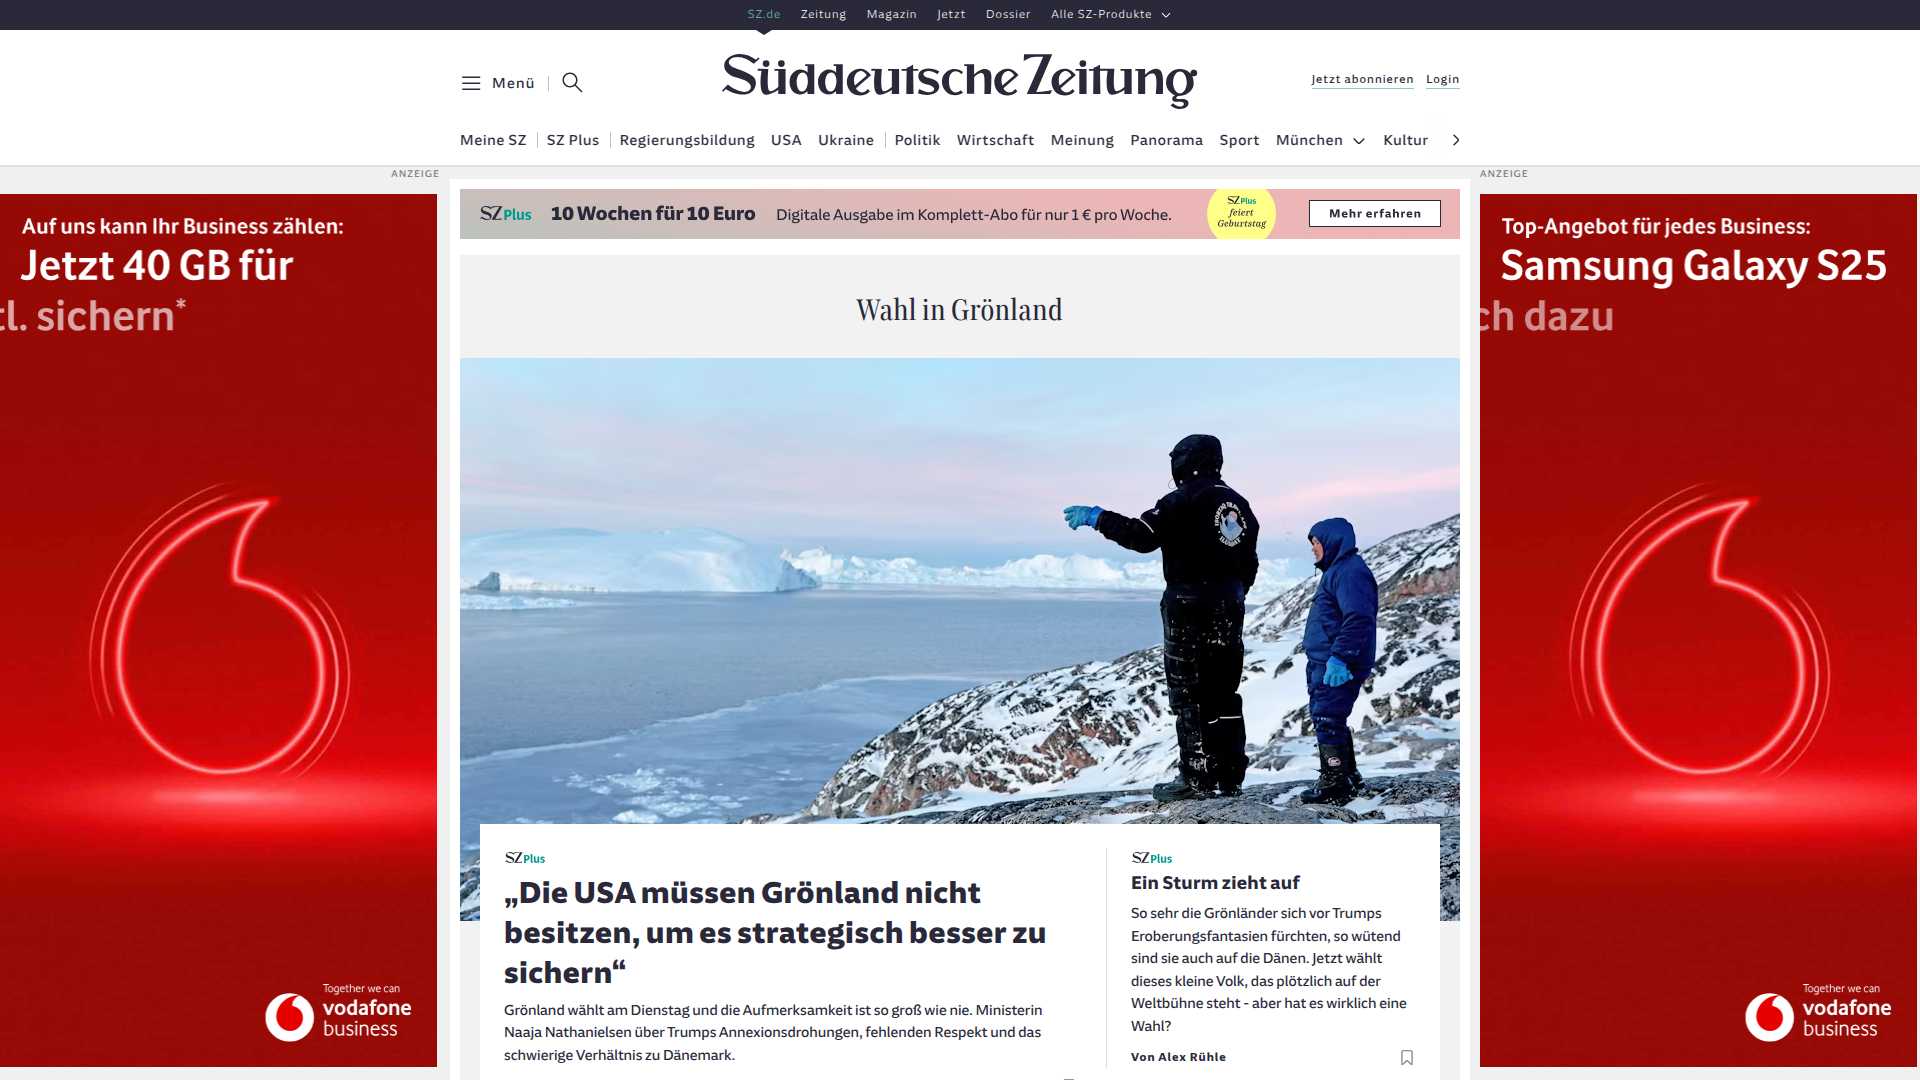 SZ.de Zeitung Magazin Jetzt Dossier Alle SZ-Produkte
Menü
Süddeutsche Zeitung
Jetzt abonnieren Login
Meine SZ SZ Plus Regierungsbildung USA Ukraine Politik Wirtschaft Meinung Panorama Sport München Kultur
ANZEIGE
Auf uns kann Ihr Business zählen:
Jetzt 40 GB für
tl. sichern*
Together we can
vodafone
business
SZ Plus 10 Wochen für 10 Euro Digitale Ausgabe im Komplett-Abo für nur 1 € pro Woche.
SZ Plus
feiert
Geburtstag
Mehr erfahren
Wahl in Grönland
SZ Plus
„Die USA müssen Grönland nicht
besitzen, um es strategisch besser zu
sichern“
Grönland wählt am Dienstag und die Aufmerksamkeit ist so groß wie nie. Ministerin
Naaja Nathanielsen über Trumps Annexionsdrohungen, fehlenden Respekt und das
schwierige Verhältnis zu Dänemark.
SZ Plus
Ein Sturm zieht auf
So sehr die Grönländer sich vor Trumps
Eroberungsfantasien fürchten, so wütend
sind sie auch auf die Dänen. Jetzt wählt
dieses kleine Volk, das plötzlich auf der
Weltbühne steht - aber hat es wirklich eine
Wahl?
Von Alex Rühle
ANZEIGE
Top-Angebot für jedes Business:
Samsung Galaxy S25
ch dazu
Together we can
vodafone
business